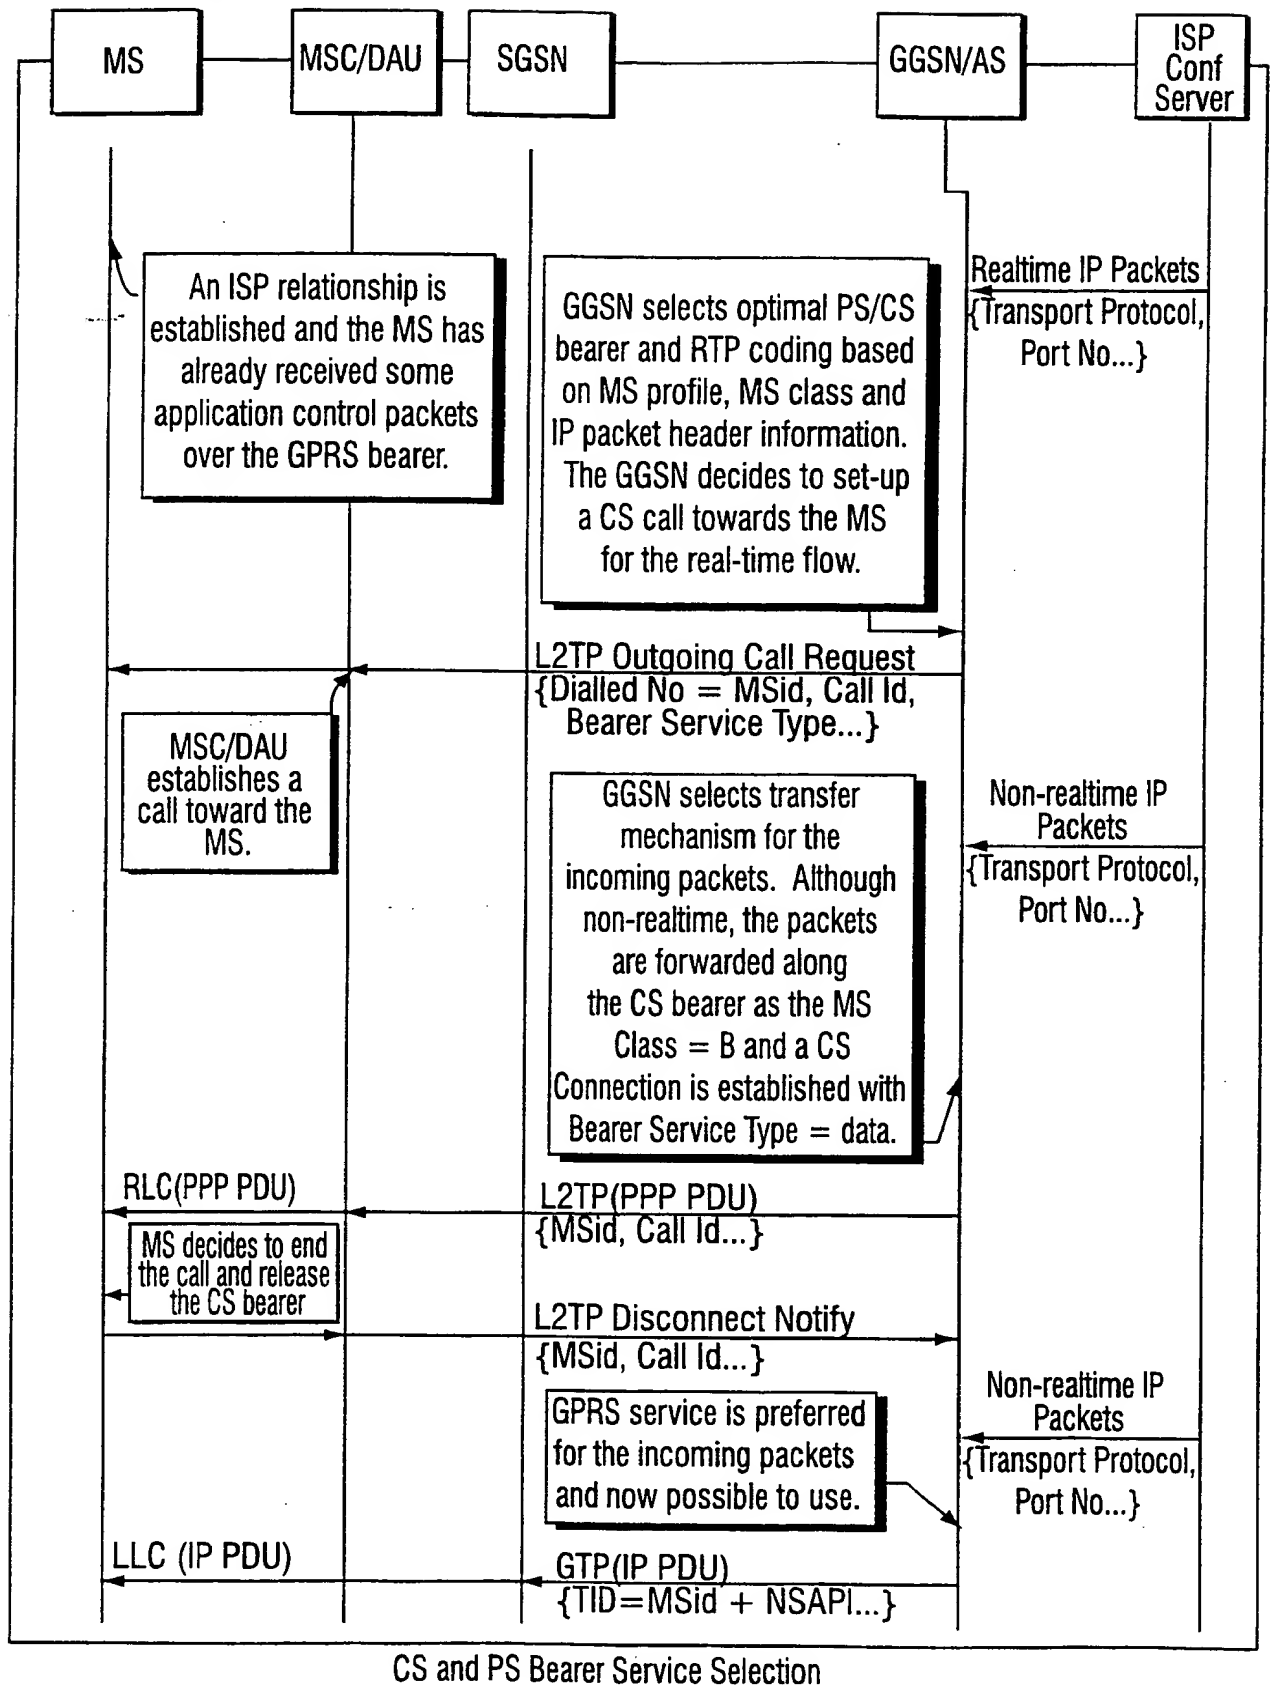 MS
MSC/DAU
SGSN
GGSN/AS
ISP
Conf
Server
An ISP relationship is
established and the MS has
already received some
application control packets
over the GPRS bearer.
GGSN selects optimal PS/CS
bearer and RTP coding based
on MS profile, MS class and
IP packet header information.
The GGSN decides to set-up
a CS call towards the MS
for the real-time flow.
Realtime IP Packets
{Transport Protocol,
Port No...}
L2TP Outgoing Call Request
{Dialled No = MSid, Call Id,
Bearer Service Type...}
MSC/DAU
establishes a
call toward the
MS.
GGSN selects transfer
mechanism for the
incoming packets. Although
non-realtime, the packets
are forwarded along
the CS bearer as the MS
Class = B and a CS
Connection is established with
Bearer Service Type = data.
Non-realtime IP
Packets
{Transport Protocol,
Port No...}
RLC(PPP PDU)
L2TP(PPP PDU)
{MSid, Call Id...}
MS decides to end
the call and release
the CS bearer
L2TP Disconnect Notify
{MSid, Call Id...}
GPRS service is preferred
for the incoming packets
and now possible to use.
Non-realtime IP
Packets
{Transport Protocol,
Port No...}
LLC (IP PDU)
GTP(IP PDU)
{TID=MSid + NSAPI...}
CS and PS Bearer Service Selection